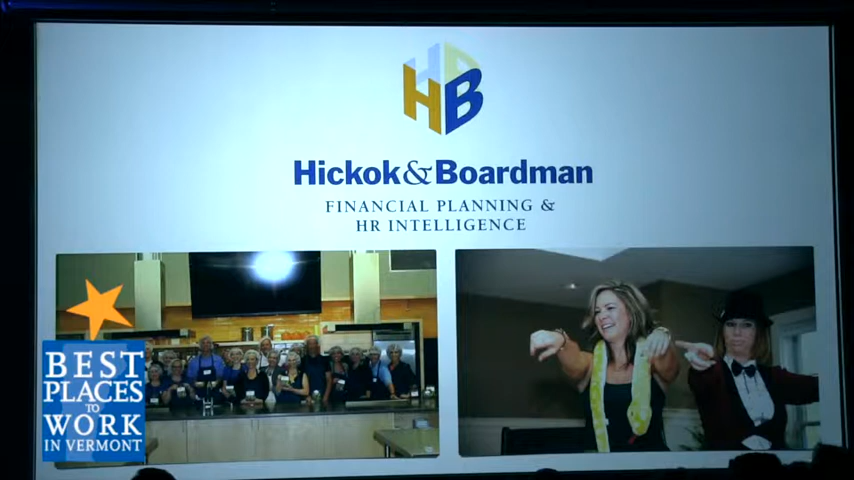 HB
Hickok & Boardman
FINANCIAL PLANNING &
HR INTELLIGENCE
BEST
PLACES
TO
WORK
IN VERMONT